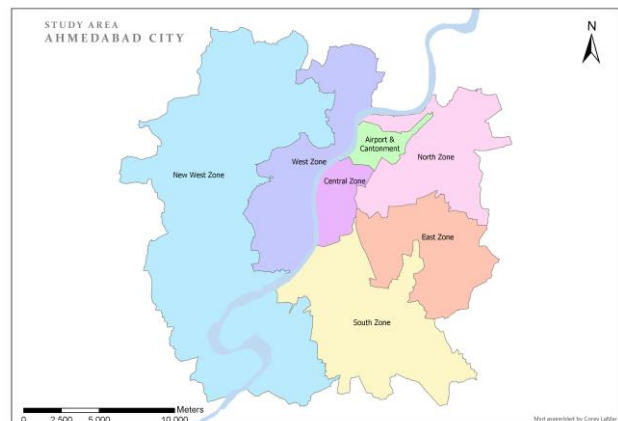 STUDY AREA
AHMEDABAD CITY
N
Airport &
Cantonment
West Zone
North Zone
New West Zone
Central Zone
East Zone
South Zone
Meters
0 2,500 5,000 10,000